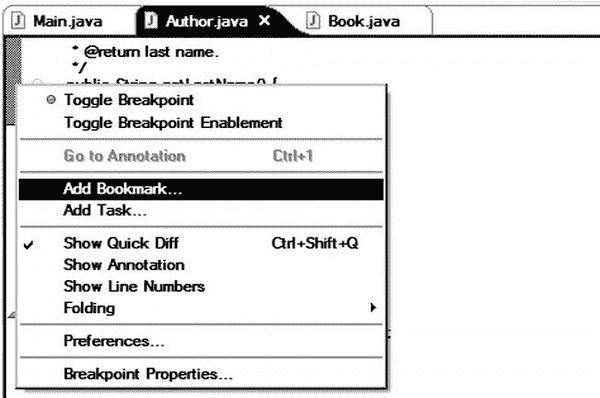 Main.java Author.java Book.java
* @return last name.
*/
public String getLastName() {
Toggle Breakpoint
Toggle Breakpoint Enablement
Go to Annotation Ctrl+1
Add Bookmark...
Add Task...
Show Quick Diff Ctrl+Shift+Q
Show Annotation
Show Line Numbers
Folding
Preferences...
Breakpoint Properties...